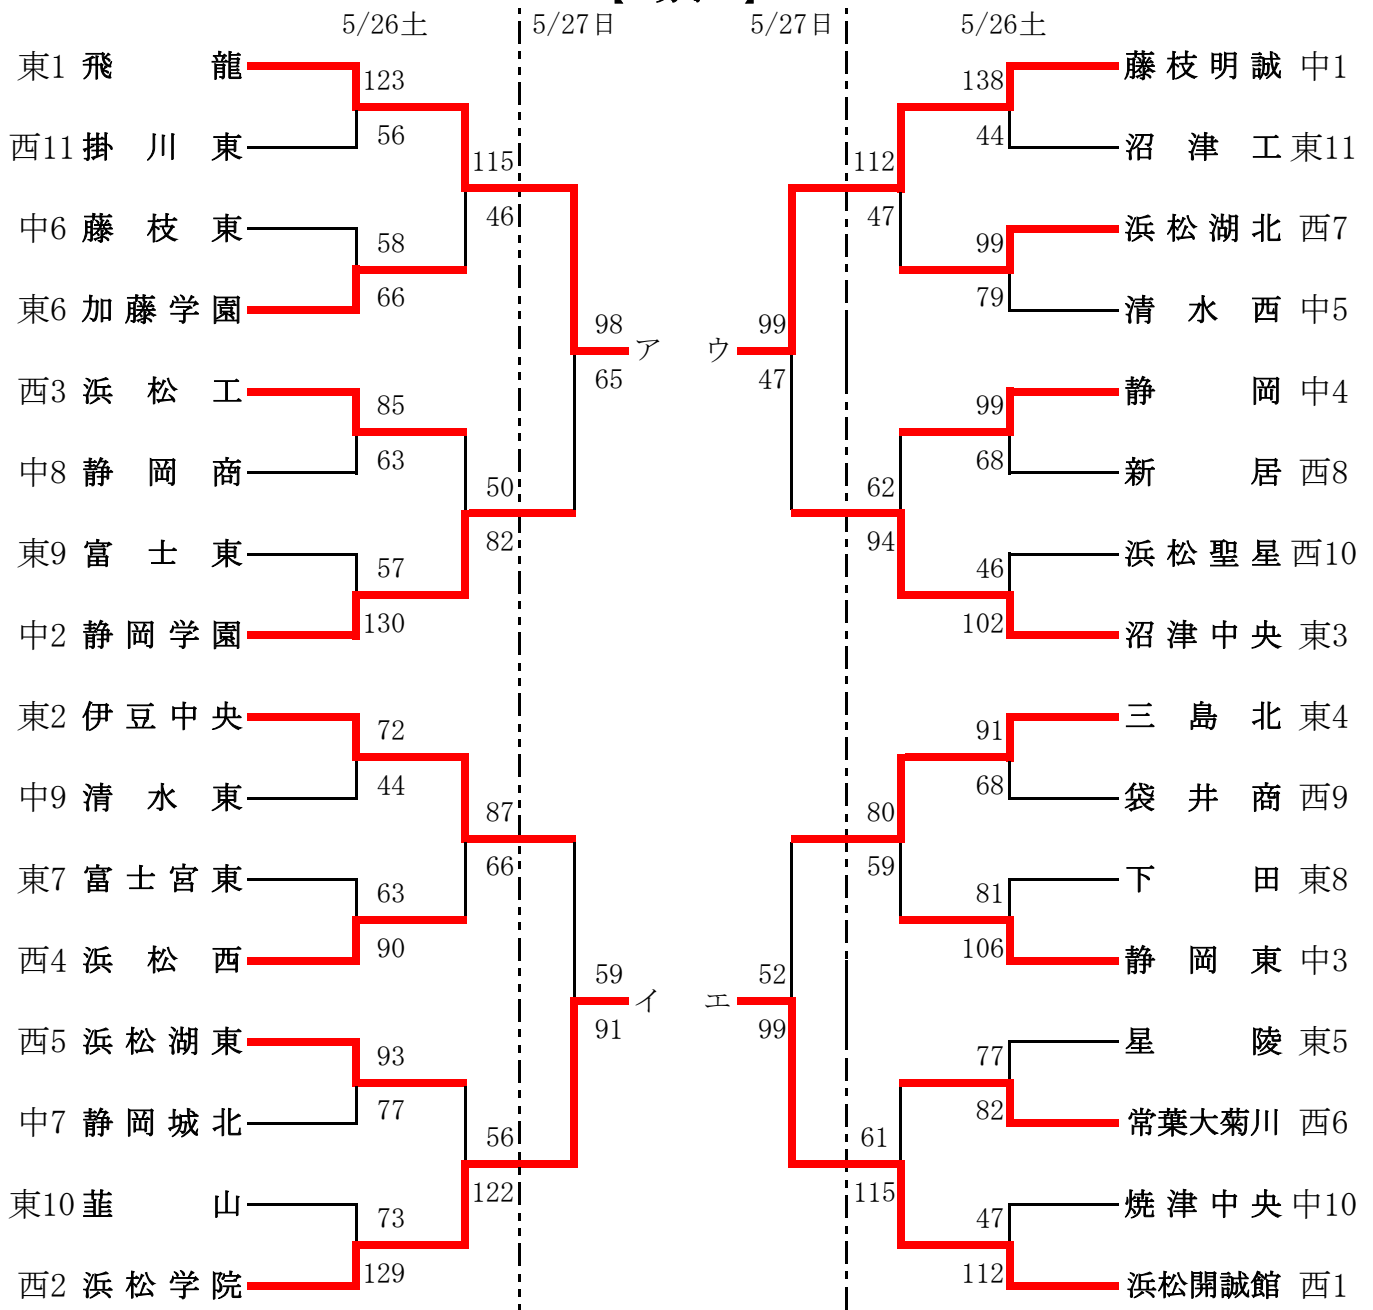 5/26土 5/27日 5/27日 5/26土
東1 飛龍 123 138 藤枝明誠 中1
西11 掛川東 56 44 沼津工 東11
115 112
46 47
中6 藤枝東 58 99 浜松湖北 西7
東6 加藤学園 66 79 清水西 中5
98 ア ウ 99
65 47
西3 浜松工 85 99 静岡 中4
中8 静岡商 63 68 新居 西8
50 62
82 94
東9 富士東 57 46 浜松聖星 西10
中2 静岡学園 130 102 沼津中央 東3
東2 伊豆中央 72 91 三島北 東4
中9 清水東 44 68 袋井商 西9
87 80
66 59
東7 富士宮東 63 81 下田 東8
西4 浜松西 90 106 静岡東 中3
59 イ エ 52
91 99
西5 浜松湖東 93 77 星陵 東5
中7 静岡城北 77 82 常葉大菊川 西6
56 61
122 115
東10 韮山 73 47 焼津中央 中10
西2 浜松学院 129 112 浜松開誠館 西1